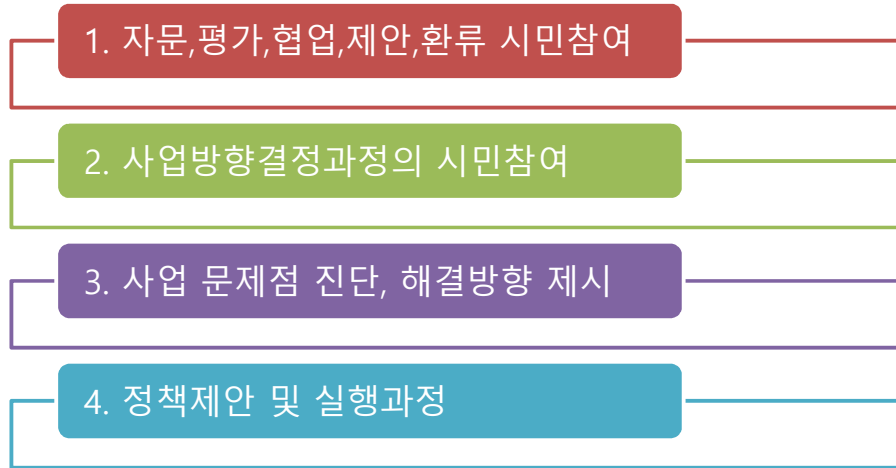 1. 자문,평가,협업,제안,환류 시민참여
2. 사업방향결정과정의 시민참여
3. 사업 문제점 진단, 해결방향 제시
4. 정책제안 및 실행과정